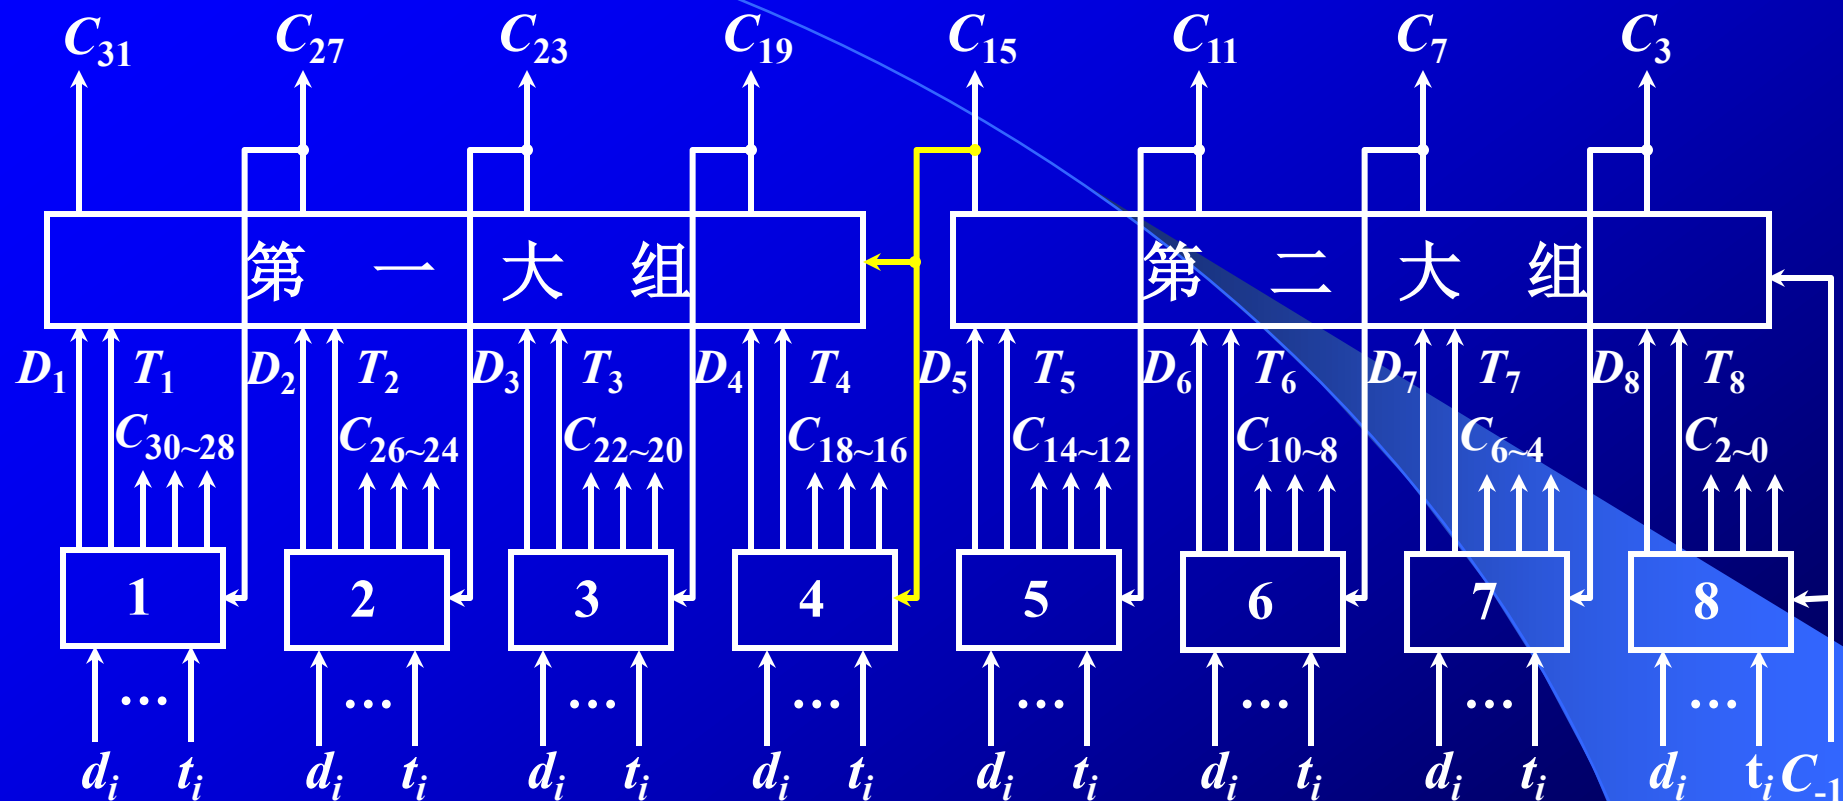 C31 C27 C23 C19 C15 C11 C7 C3
第 一 大 组 第 二 大 组
D1 T1 D2 T2 D3 T3 D4 T4 D5 T5 D6 T6 D7 T7 D8 T8
C30~28 C26~24 C22~20 C18~16 C14~12 C10~8 C6~4 C2~0
1 2 3 4 5 6 7 8
… … … … … … … …
di ti di ti di ti di ti di ti di ti di ti di ti C-1